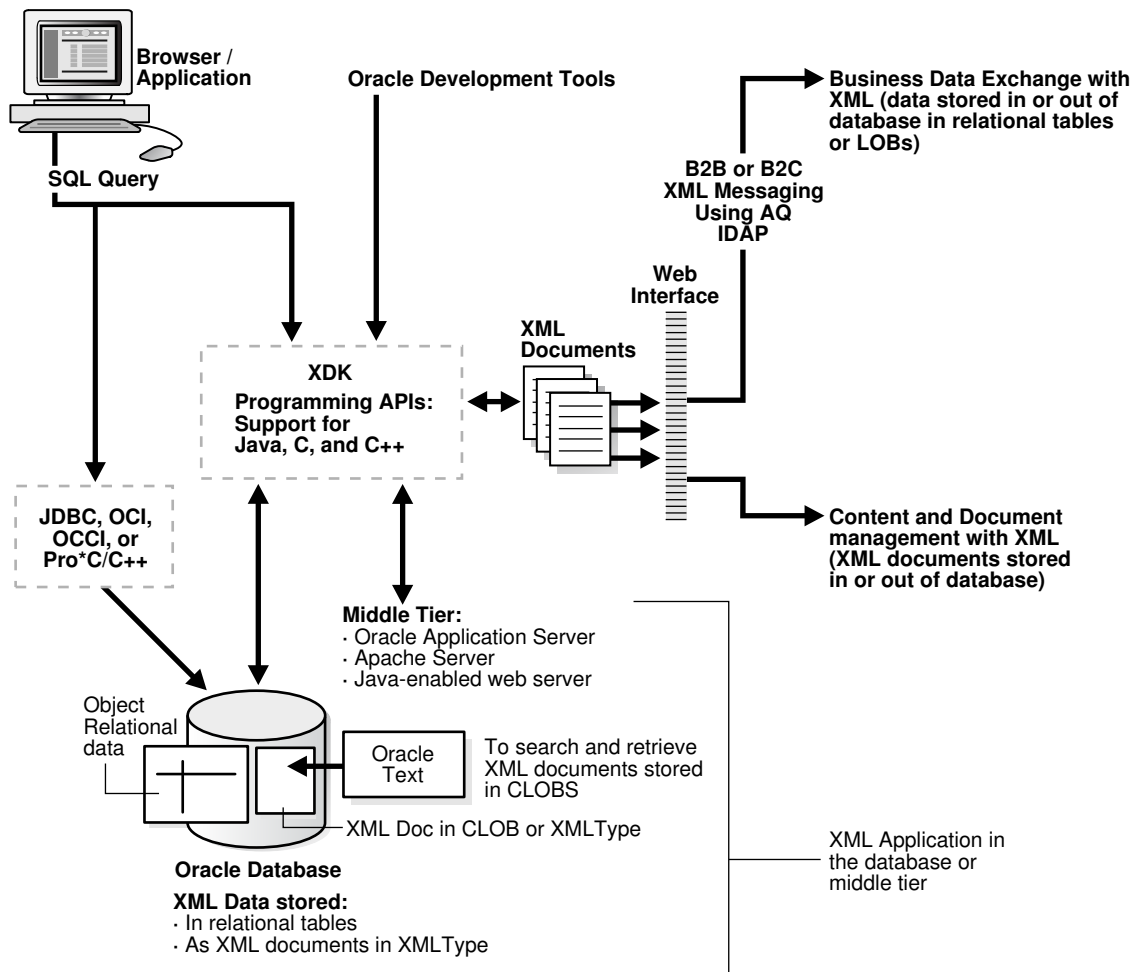 Browser /
Application
SQL Query
Oracle Development Tools
Business Data Exchange with
XML (data stored in or out of
database in relational tables
or LOBs)
B2B or B2C
XML Messaging
Using AQ
IDAP
Web
Interface
XML
Documents
XDK
Programming APIs:
Support for
Java, C, and C++
JDBC, OCI,
OCCI, or
Pro*C/C++
Content and Document
management with XML
(XML documents stored
in or out of database)
Middle Tier:
· Oracle Application Server
· Apache Server
· Java-enabled web server
Object
Relational
data
Oracle
Text
To search and retrieve
XML documents stored
in CLOBS
XML Doc in CLOB or XMLType
Oracle Database
XML Data stored:
· In relational tables
· As XML documents in XMLType
XML Application in
the database or
middle tier